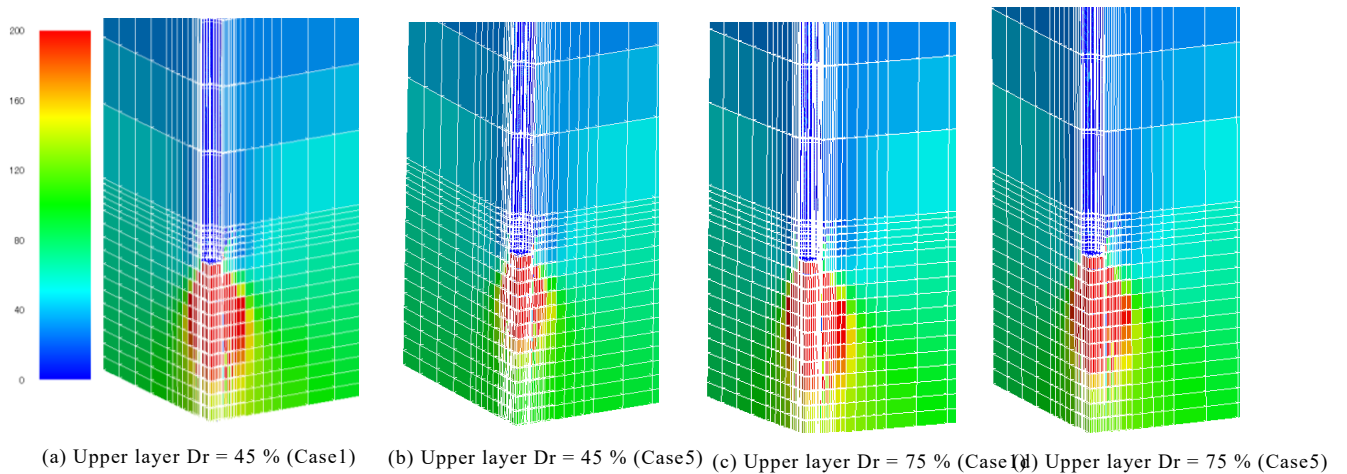 200
160
120
80
40
0
(a) Upper layer Dr = 45 % (Case1)
(b) Upper layer Dr = 45 % (Case5)
(c) Upper layer Dr = 75 % (Case1)
(d) Upper layer Dr = 75 % (Case5)